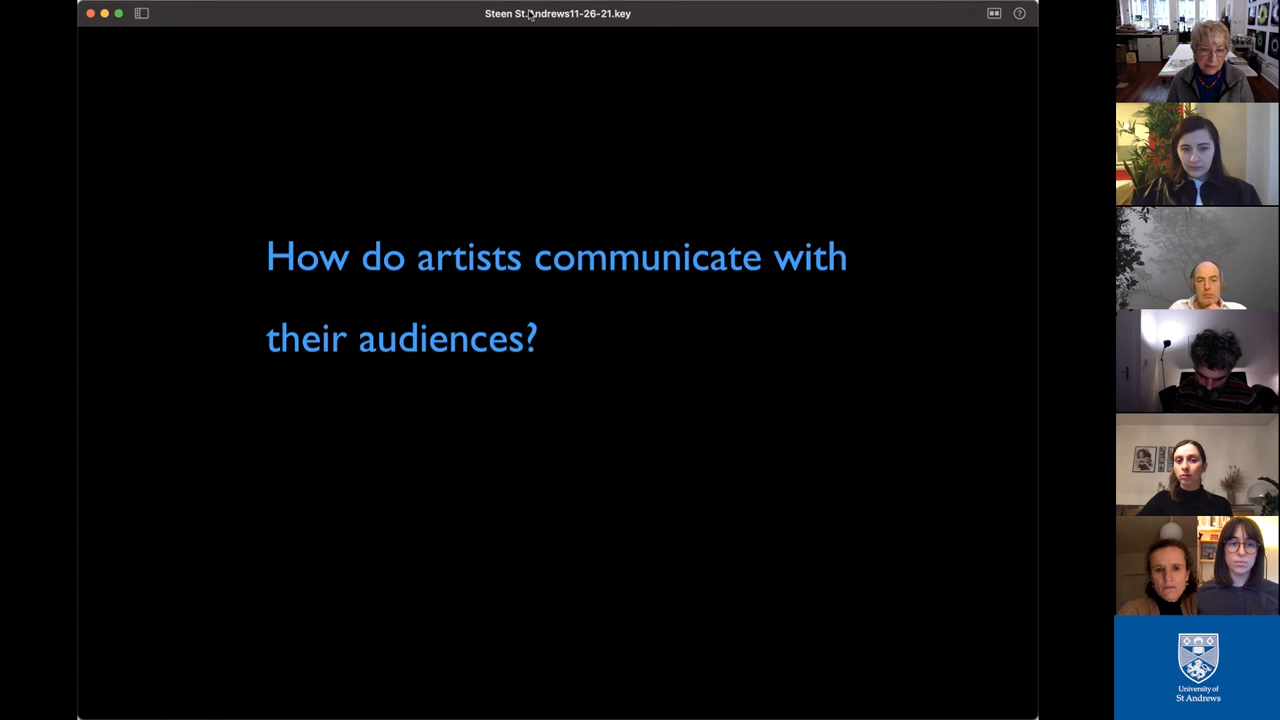 Steen St.Andrews11-26-21.key
How do artists communicate with
their audiences?
University of
St Andrews